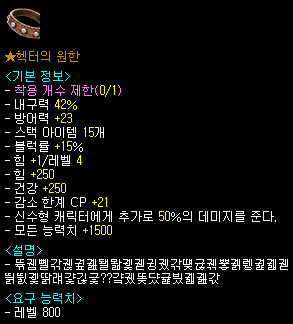 ★헥터의 원한
<기본 정보>
- 착용 개수 제한(0/1)
- 내구력 42%
- 방어력 +23
- 스택 아이템 15개
- 블럭률 +15%
- 힘 +1/레벨 4
- 힘 +250
- 건강 +250
- 감소 한계 CP +21
- 신수형 캐릭터에게 추가로 50%의 데미지를 준다.
- 모든 능력치 +1500
<설명>
<요구 능력치>
- 레벨 800